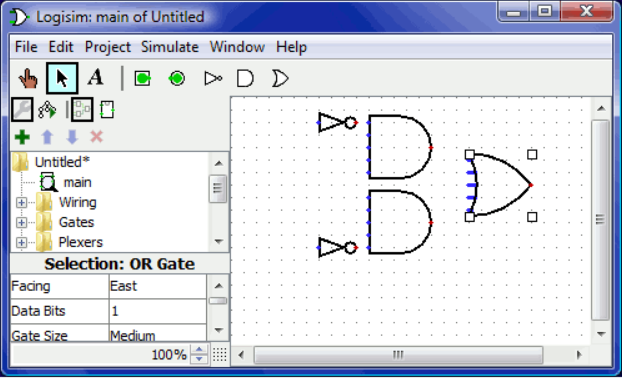 Logisim: main of Untitled
File Edit Project Simulate Window Help
A
Untitled*
main
Wiring
Gates
Plexers
Selection: OR Gate
Facing East
Data Bits 1
Gate Size Medium
100%